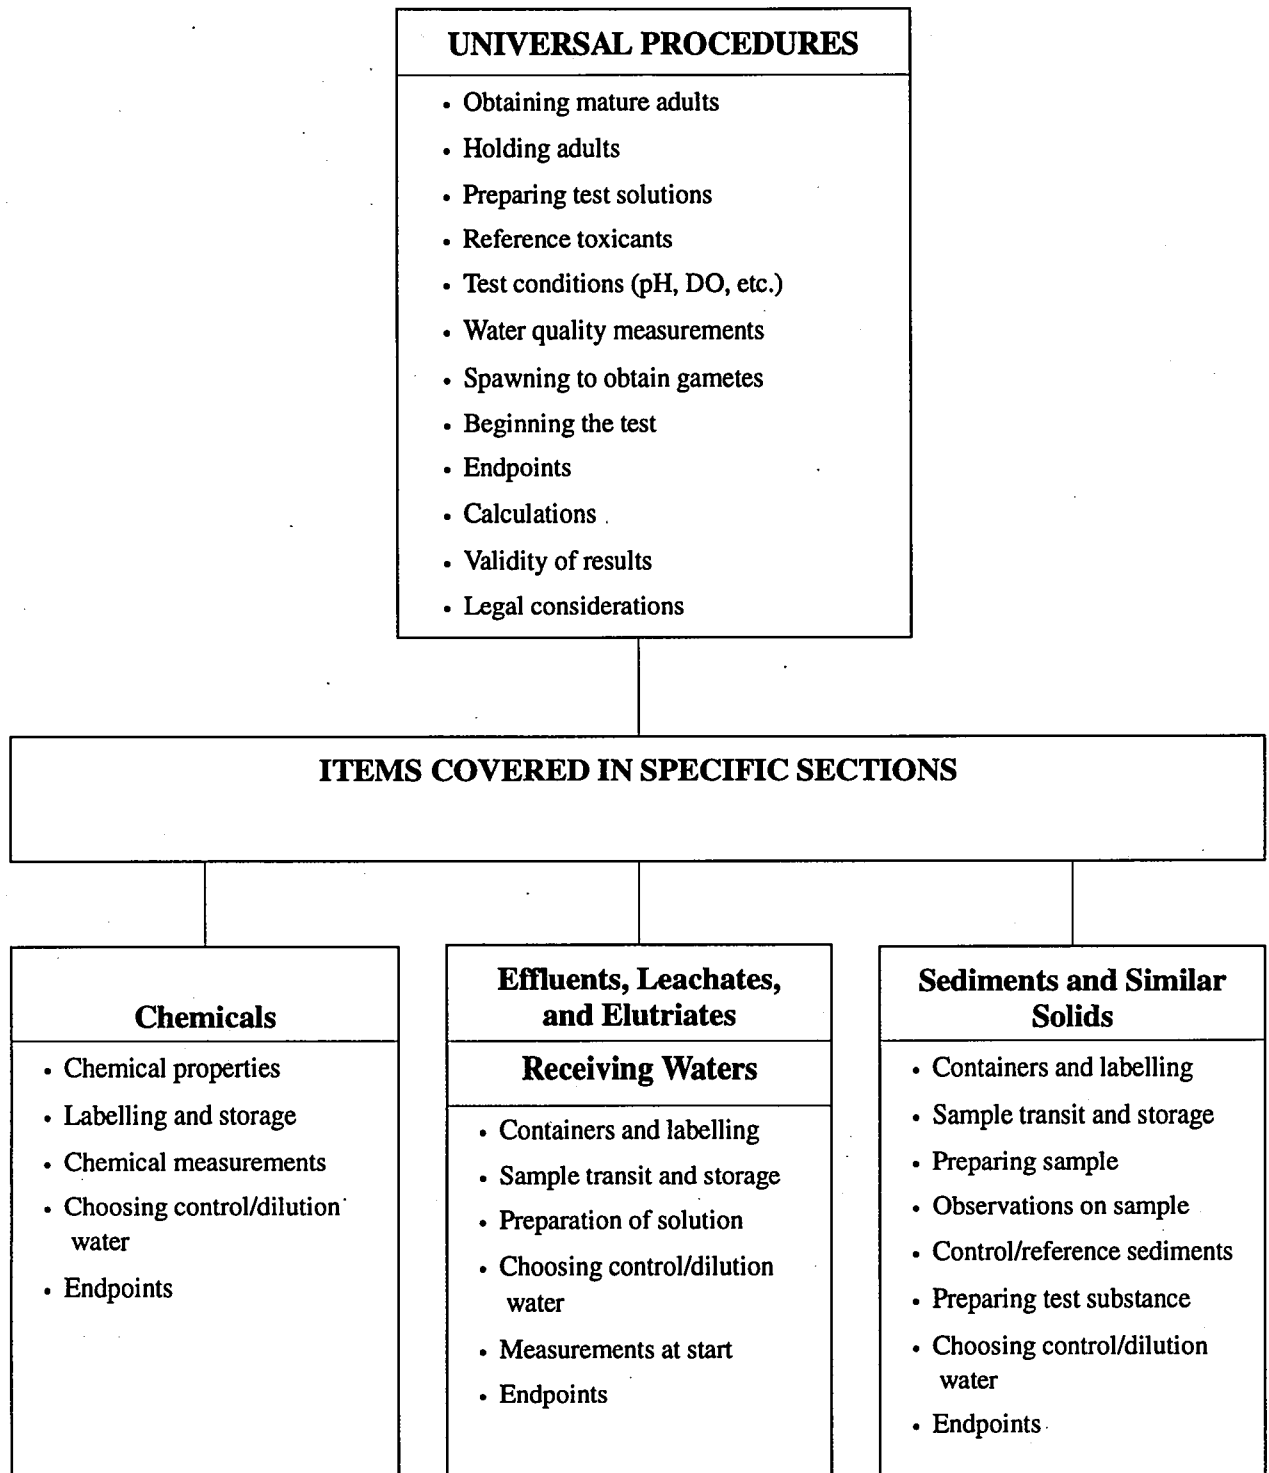 UNIVERSAL PROCEDURES
• Obtaining mature adults
• Holding adults
• Preparing test solutions
• Reference toxicants
• Test conditions (pH, DO, etc.)
• Water quality measurements
• Spawning to obtain gametes
• Beginning the test
• Endpoints
• Calculations
• Validity of results
• Legal considerations
ITEMS COVERED IN SPECIFIC SECTIONS
Chemicals
• Chemical properties
• Labelling and storage
• Chemical measurements
• Choosing control/dilution
water
• Endpoints
Effluents, Leachates,
and Elutriates
Receiving Waters
• Containers and labelling
• Sample transit and storage
• Preparation of solution
• Choosing control/dilution
water
• Measurements at start
• Endpoints
Sediments and Similar
Solids
• Containers and labelling
• Sample transit and storage
• Preparing sample
• Observations on sample
• Control/reference sediments
• Preparing test substance
• Choosing control/dilution
water
• Endpoints